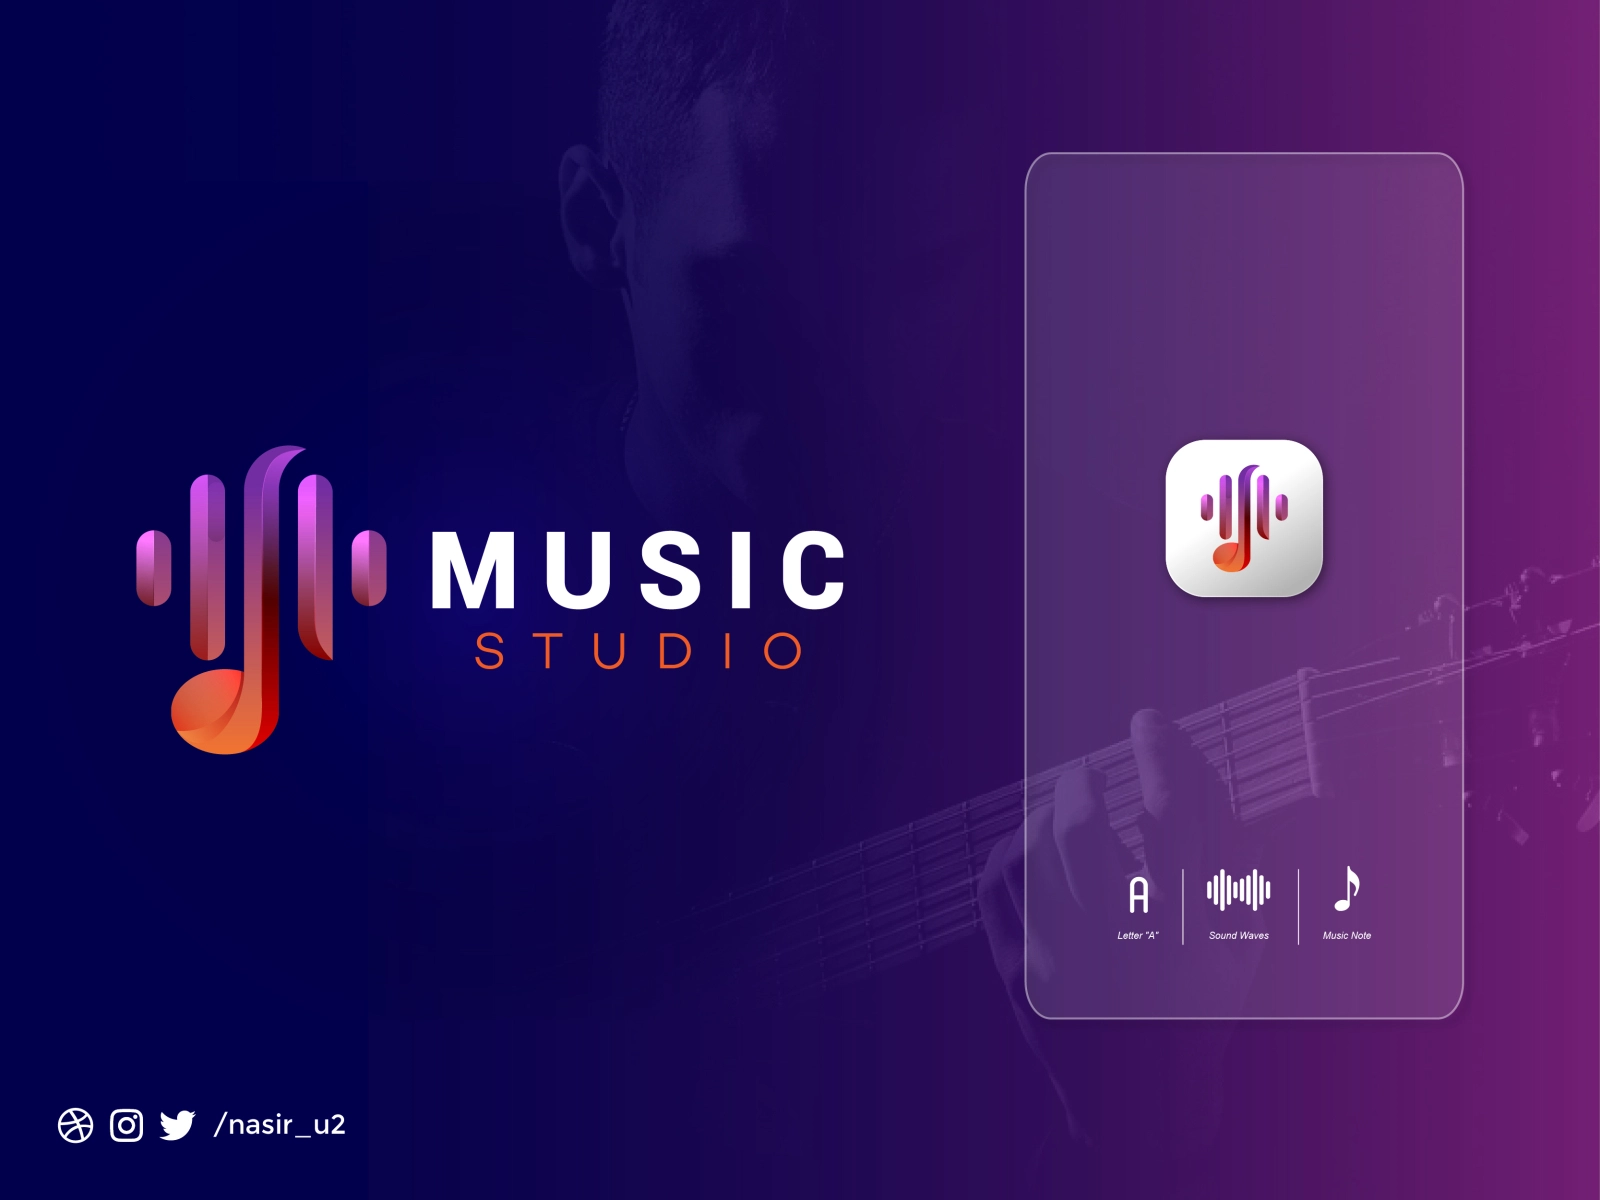 MUSIC
STUDIO
A
Letter "A"
Sound Waves
Music Note
/nasir_u2